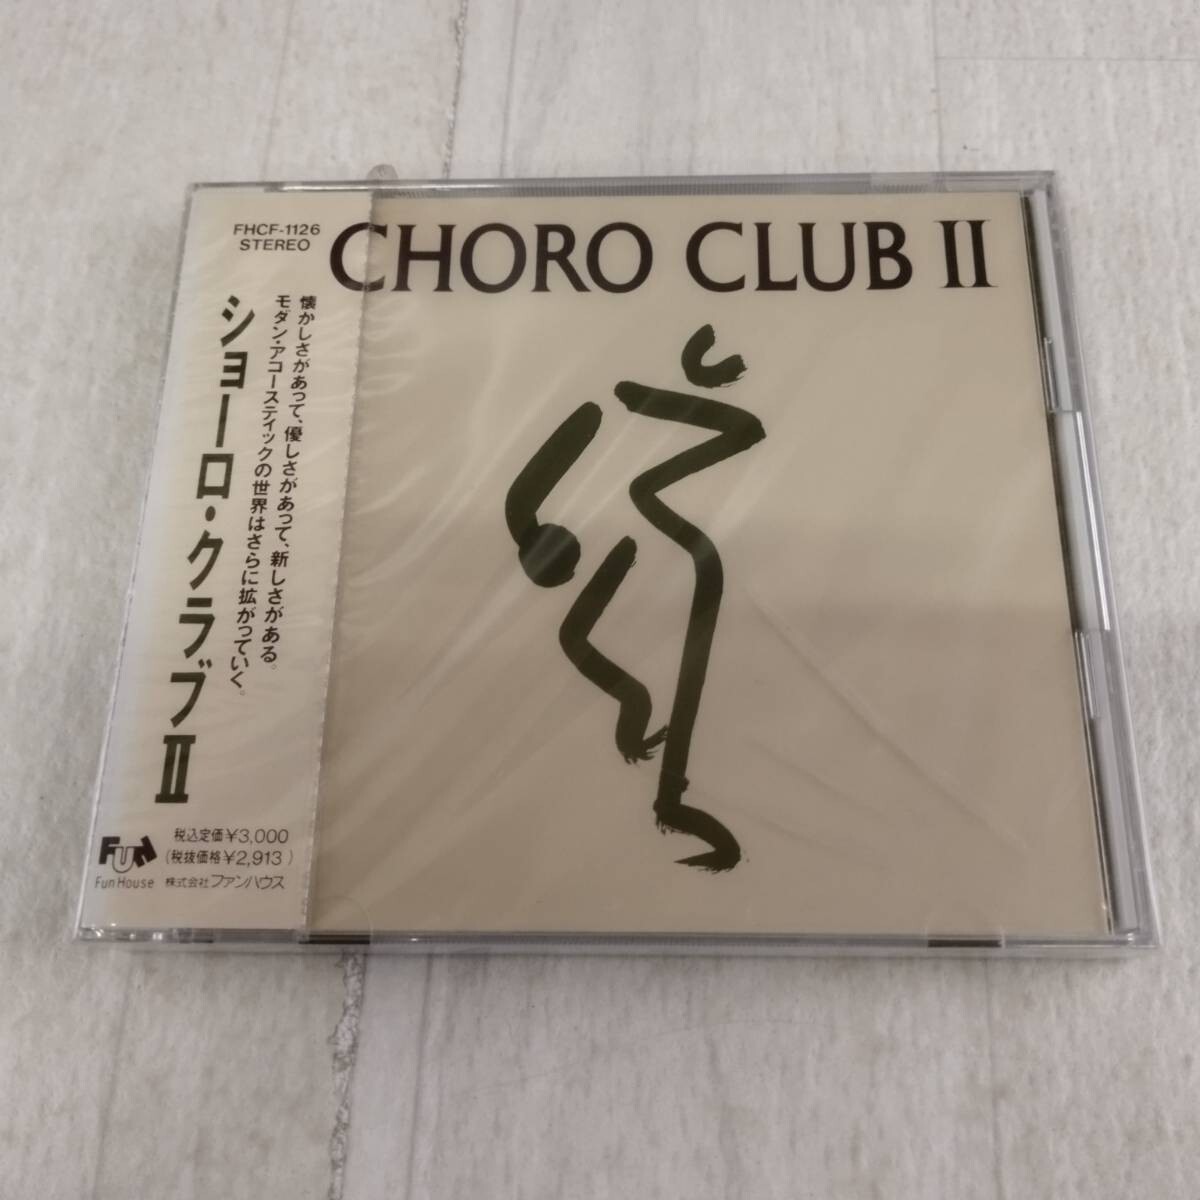 FHCF-1126
STEREO
CHORO CLUB II
懐かしさがあって、優しさがあって、新しさがある。
モダン・アコースティックの世界はさらに拡がっていく。
ショーロ・クラブII
税込定価¥3,000
(税抜価格¥2,913)
FUN
Fun House
株式会社ファンハウス